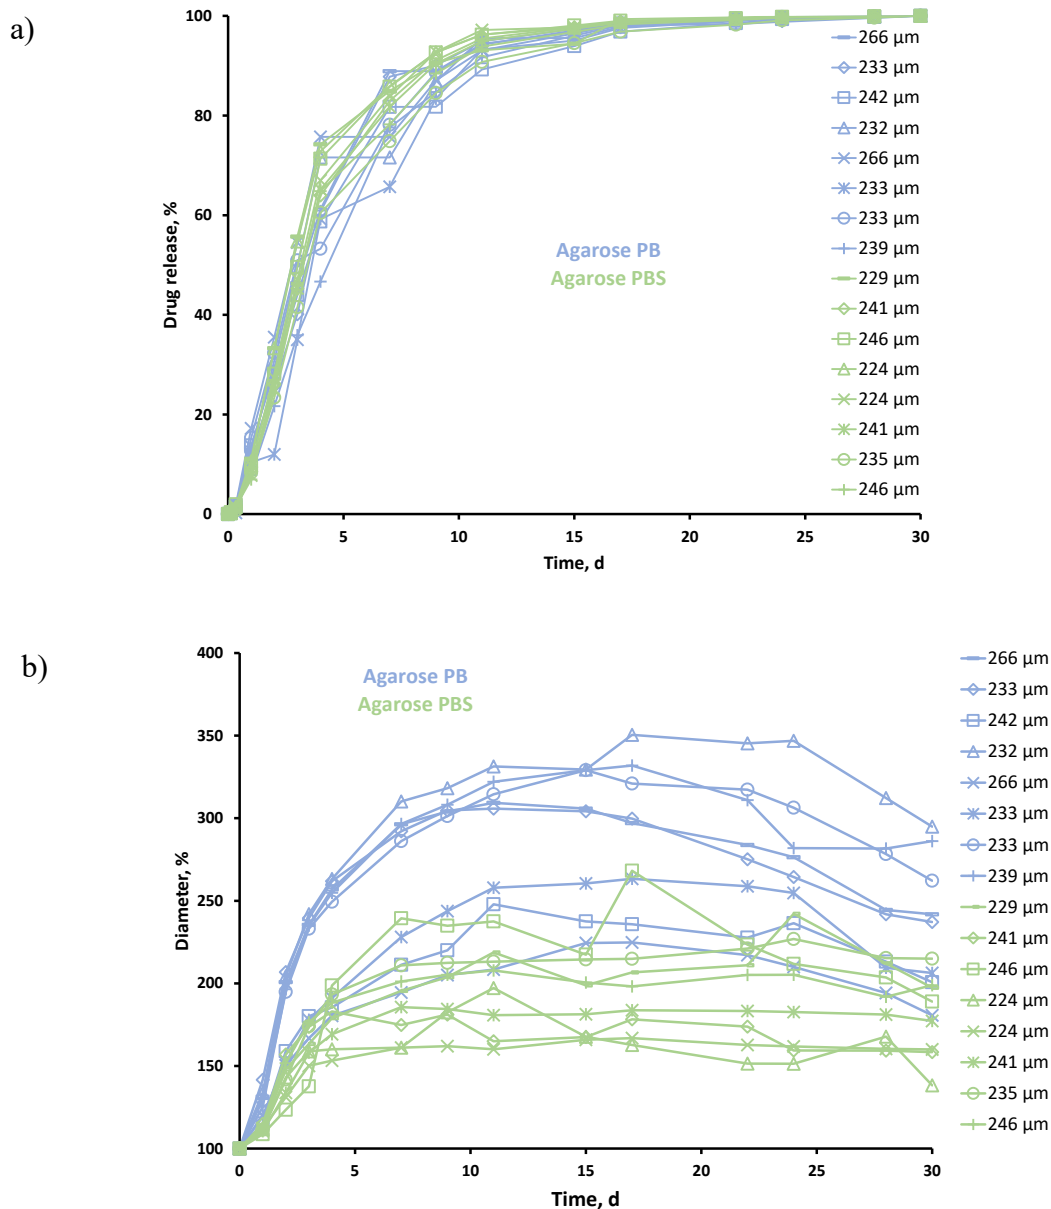 a)
100
80
60
40
20
0
Drug release, %
0 5 10 15 20 25 30
Time, d
Agarose PB
Agarose PBS
266 µm
233 µm
242 µm
232 µm
266 µm
233 µm
233 µm
239 µm
229 µm
241 µm
246 µm
224 µm
224 µm
241 µm
235 µm
246 µm
b)
400
350
300
250
200
150
100
Diameter, %
0 5 10 15 20 25 30
Time, d
Agarose PB
Agarose PBS
266 µm
233 µm
242 µm
232 µm
266 µm
233 µm
233 µm
239 µm
229 µm
241 µm
246 µm
224 µm
224 µm
241 µm
235 µm
246 µm